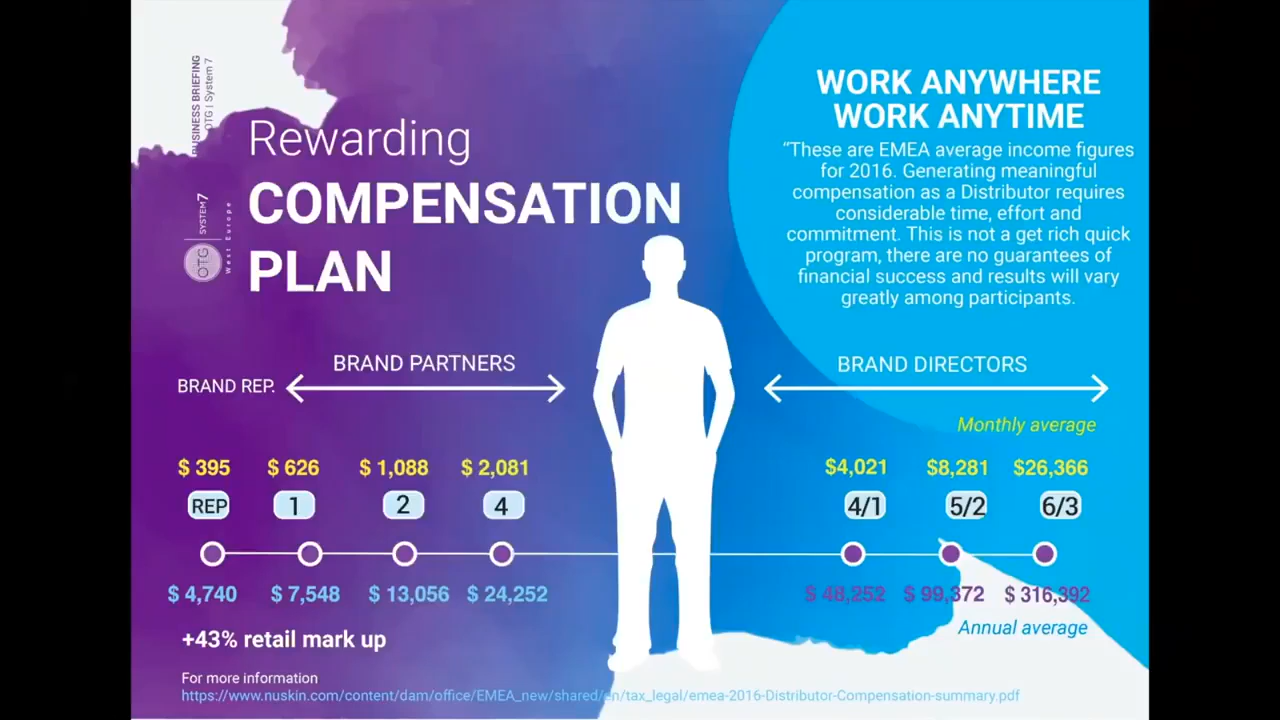 BUSINESS BRIEFING
OTG | System 7
OTG | SYSTEM7
West Europe
Rewarding
COMPENSATION
PLAN
WORK ANYWHERE
WORK ANYTIME
"These are EMEA average income figures
for 2016. Generating meaningful
compensation as a Distributor requires
considerable time, effort and
commitment. This is not a get rich quick
program, there are no guarantees of
financial success and results will vary
greatly among participants.
BRAND REP.
BRAND PARTNERS
BRAND DIRECTORS
Monthly average
$ 395 $ 626 $ 1,088 $ 2,081 $4,021 $8,281 $26,366
REP 1 2 4 4/1 5/2 6/3
$ 4,740 $ 7,548 $ 13,056 $ 24,252 $ 48,252 $ 99,372 $ 316,392
Annual average
+43% retail mark up
For more information
https://www.nuskin.com/content/dam/office/EMEA_new/shared/en/tax_legal/emea-2016-Distributor-Compensation-summary.pdf